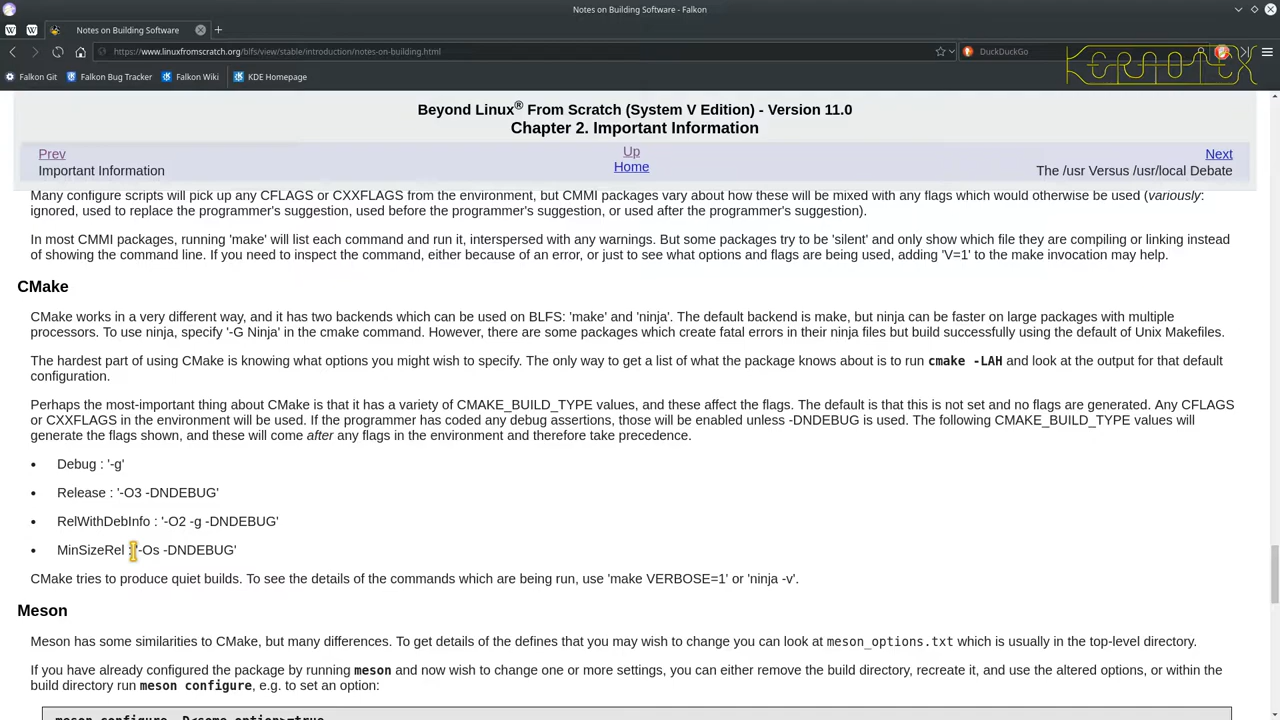 Notes on Building Software - Falkon
Notes on Building Software
https://www.linuxfromscratch.org/blfs/view/stable/introduction/notes-on-building.html
DuckDuckGo
KERNOTEX
Falkon Git
Falkon Bug Tracker
Falkon Wiki
KDE Homepage
Beyond Linux® From Scratch (System V Edition) - Version 11.0
Chapter 2. Important Information
Prev
Up
Next
Important Information
Home
The /usr Versus /usr/local Debate
Many configure scripts will pick up any CFLAGS or CXXFLAGS from the environment, but CMMI packages vary about how these will be mixed with any flags which would otherwise be used (variously:
ignored, used to replace the programmer's suggestion, used before the programmer's suggestion, or used after the programmer's suggestion).
In most CMMI packages, running 'make' will list each command and run it, interspersed with any warnings. But some packages try to be 'silent' and only show which file they are compiling or linking instead
of showing the command line. If you need to inspect the command, either because of an error, or just to see what options and flags are being used, adding 'V=1' to the make invocation may help.
CMake
CMake works in a very different way, and it has two backends which can be used on BLFS: 'make' and 'ninja'. The default backend is make, but ninja can be faster on large packages with multiple
processors. To use ninja, specify '-G Ninja' in the cmake command. However, there are some packages which create fatal errors in their ninja files but build successfully using the default of Unix Makefiles.
The hardest part of using CMake is knowing what options you might wish to specify. The only way to get a list of what the package knows about is to run cmake -LAH and look at the output for that default
configuration.
Perhaps the most-important thing about CMake is that it has a variety of CMAKE_BUILD_TYPE values, and these affect the flags. The default is that this is not set and no flags are generated. Any CFLAGS
or CXXFLAGS in the environment will be used. If the programmer has coded any debug assertions, those will be enabled unless -DNDEBUG is used. The following CMAKE_BUILD_TYPE values will
generate the flags shown, and these will come after any flags in the environment and therefore take precedence.
• Debug : '-g'
• Release : '-O3 -DNDEBUG'
• RelWithDebInfo : '-O2 -g -DNDEBUG'
• MinSizeRel : '-Os -DNDEBUG'
CMake tries to produce quiet builds. To see the details of the commands which are being run, use 'make VERBOSE=1' or 'ninja -v'.
Meson
Meson has some similarities to CMake, but many differences. To get details of the defines that you may wish to change you can look at meson_options.txt which is usually in the top-level directory.
If you have already configured the package by running meson and now wish to change one or more settings, you can either remove the build directory, recreate it, and use the altered options, or within the
build directory run meson configure, e.g. to set an option:
meson configure -D<some_option>=true